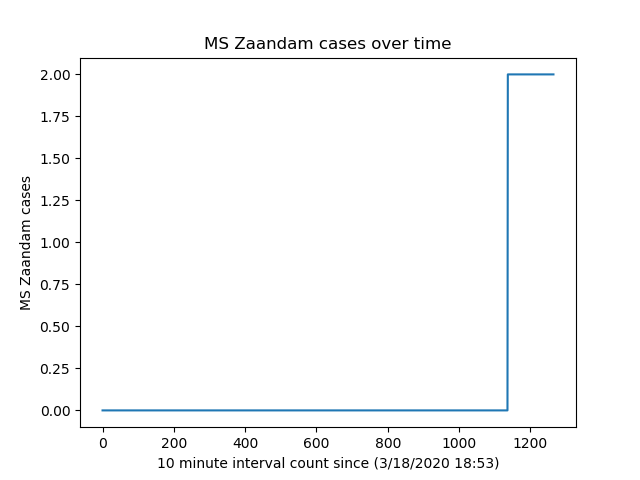 MS Zaandam cases over time
2.00
1.75
1.50
1.25
1.00
0.75
0.50
0.25
0.00
MS Zaandam cases
0 200 400 600 800 1000 1200
10 minute interval count since (3/18/2020 18:53)